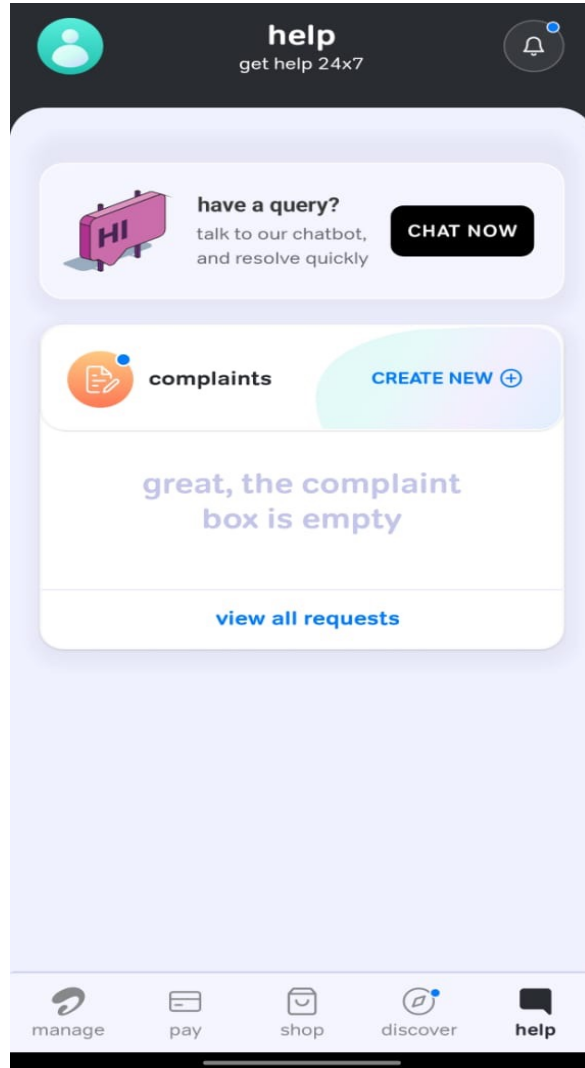 help
get help 24x7
HI
have a query?
talk to our chatbot,
and resolve quickly
CHAT NOW
complaints
CREATE NEW
great, the complaint
box is empty
view all requests
manage
pay
shop
discover
help